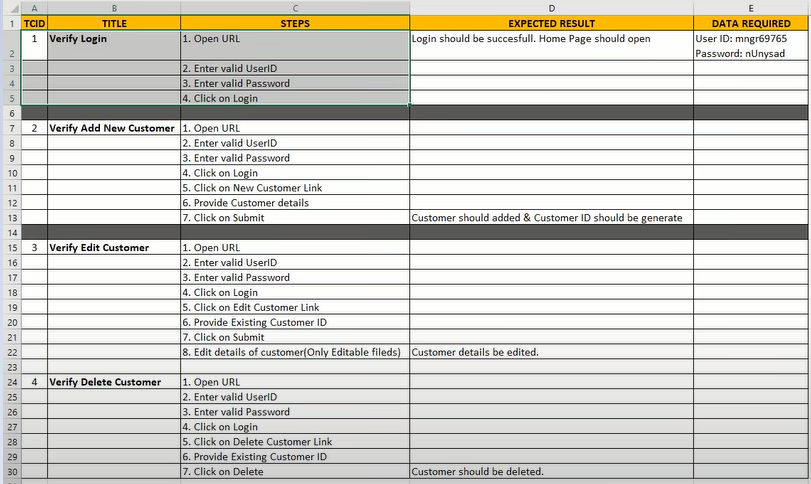 A B C D E
1 TCID TITLE STEPS EXPECTED RESULT DATA REQUIRED
1 Verify Login 1. Open URL Login should be succesfull. Home Page should open User ID: mngr69765
2 Password: nUnysad
3 2. Enter valid UserID
4 3. Enter valid Password
5 4. Click on Login
6
7 2 Verify Add New Customer 1. Open URL
8 2. Enter valid UserID
9 3. Enter valid Password
10 4. Click on Login
11 5. Click on New Customer Link
12 6. Provide Customer details
13 7. Click on Submit Customer should added & Customer ID should be generate
14
15 3 Verify Edit Customer 1. Open URL
16 2. Enter valid UserID
17 3. Enter valid Password
18 4. Click on Login
19 5. Click on Edit Customer Link
20 6. Provide Existing Customer ID
21 7. Click on Submit
22 8. Edit details of customer(Only Editable fileds) Customer details be edited.
23
24 4 Verify Delete Customer 1. Open URL
25 2. Enter valid UserID
26 3. Enter valid Password
27 4. Click on Login
28 5. Click on Delete Customer Link
29 6. Provide Existing Customer ID
30 7. Click on Delete Customer should be deleted.